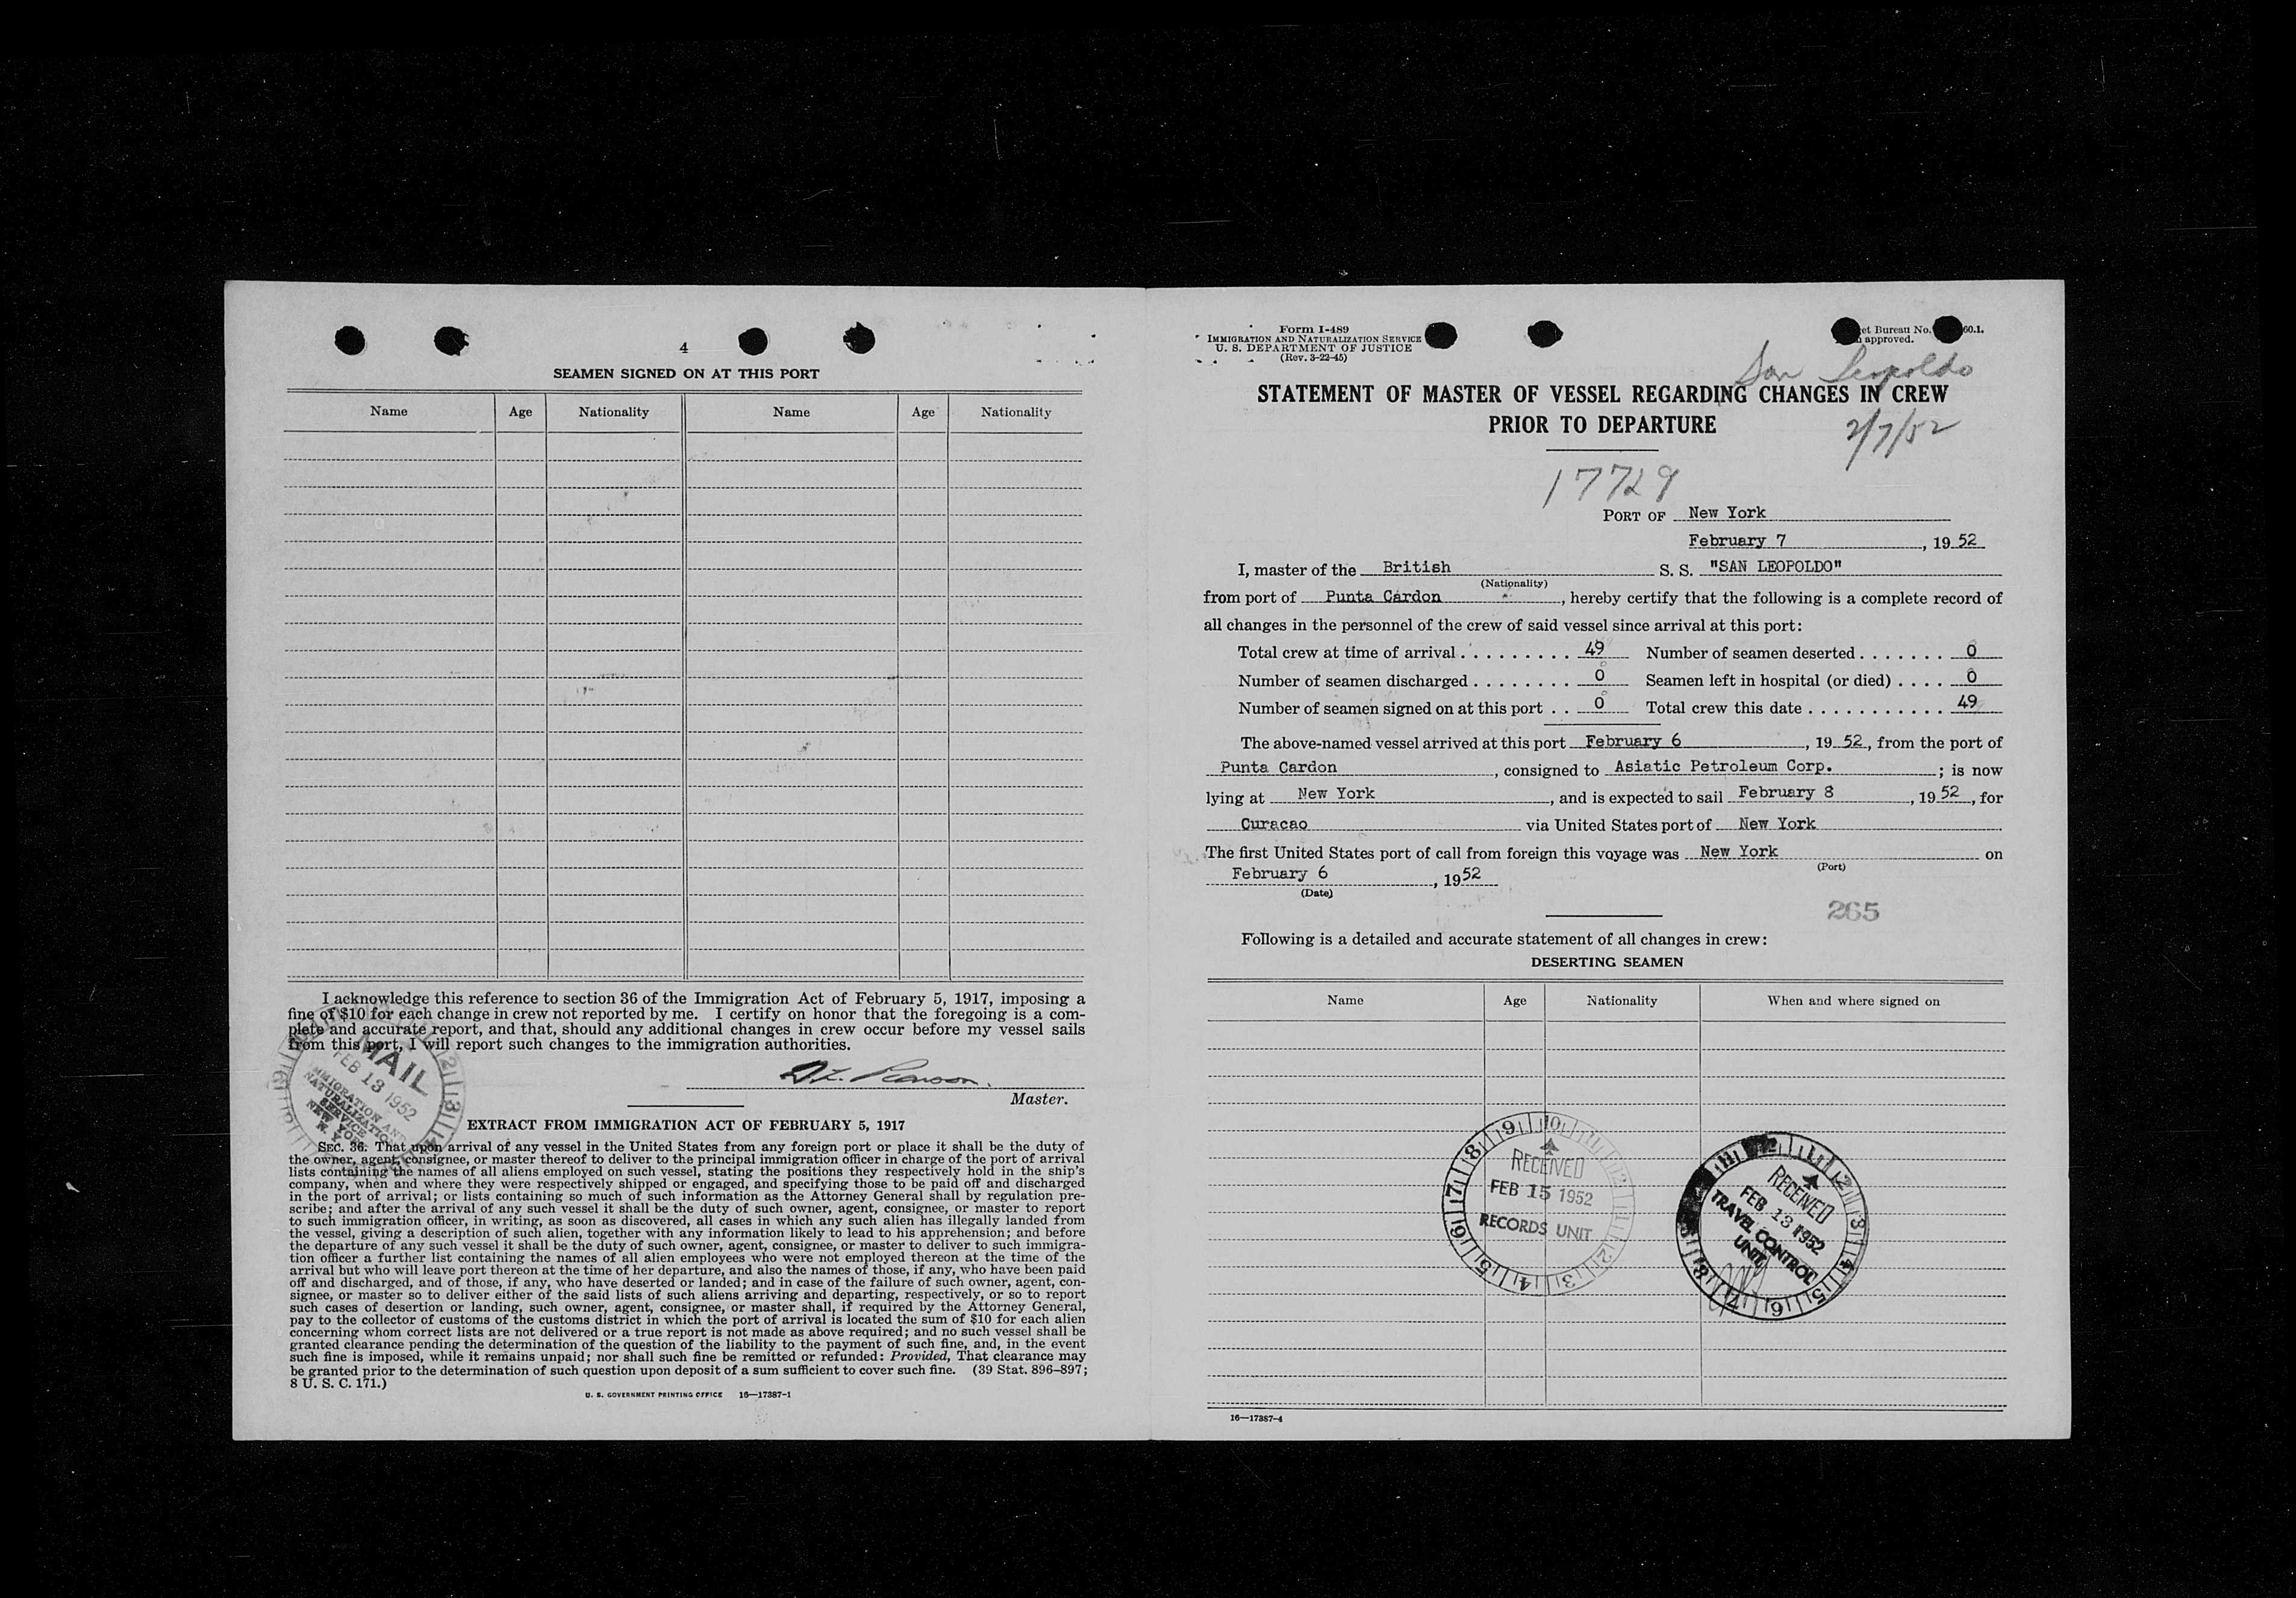 4
SEAMEN SIGNED ON AT THIS PORT
Name Age Nationality Name Age Nationality
I acknowledge this reference to section 36 of the Immigration Act of February 5, 1917, imposing a
fine of $10 for each change in crew not reported by me. I certify on honor that the foregoing is a com-
plete and accurate report, and that, should any additional changes in crew occur before my vessel sails
from this port, I will report such changes to the immigration authorities.
Master.
MAIL
FEB 13 1952
IMMIGRATION AND
NATURALIZATION
SERVICE
NEW YORK
N. Y.
EXTRACT FROM IMMIGRATION ACT OF FEBRUARY 5, 1917
SEC. 36. That upon arrival of any vessel in the United States from any foreign port or place it shall be the duty of
the owner, agent, consignee, or master thereof to deliver to the principal immigration officer in charge of the port of arrival
lists containing the names of all aliens employed on such vessel, stating the positions they respectively hold in the ship's
company, when and where they were respectively shipped or engaged, and specifying those to be paid off and discharged
in the port of arrival; or lists containing so much of such information as the Attorney General shall by regulation pre-
scribe; and after the arrival of any such vessel it shall be the duty of such owner, agent, consignee, or master to report
to such immigration officer, in writing, as soon as discovered, all cases in which any such alien has illegally landed from
the vessel, giving a description of such alien, together with any information likely to lead to his apprehension; and before
the departure of any such vessel it shall be the duty of such owner, agent, consignee, or master to deliver to such immigra-
tion officer a further list containing the names of all alien employees who were not employed thereon at the time of the
arrival but who will leave port thereon at the time of her departure, and also the names of those, if any, who have been paid
off and discharged, and of those, if any, who have deserted or landed; and in case of the failure of such owner, agent, con-
signee, or master so to deliver either of the said lists of such aliens arriving and departing, respectively, or so to report
such cases of desertion or landing, such owner, agent, consignee, or master shall, if required by the Attorney General,
pay to the collector of customs of the customs district in which the port of arrival is located the sum of $10 for each alien
concerning whom correct lists are not delivered or a true report is not made as above required; and no such vessel shall be
granted clearance pending the determination of the question of the liability to the payment of such fine, and, in the event
such fine is imposed, while it remains unpaid; nor shall such fine be remitted or refunded: Provided, That clearance may
be granted prior to the determination of such question upon deposit of a sum sufficient to cover such fine. (39 Stat. 896–897;
8 U. S. C. 171.)
U. S. GOVERNMENT PRINTING OFFICE 16—17387-1
Form I-489
IMMIGRATION AND NATURALIZATION SERVICE
U. S. DEPARTMENT OF JUSTICE
(Rev. 3-22-45)
et Bureau No. 60.1.
approved.
San Leopoldo
STATEMENT OF MASTER OF VESSEL REGARDING CHANGES IN CREW
PRIOR TO DEPARTURE
2/7/52
17729
PORT OF New York
February 7, 1952
I, master of the British S. S. "SAN LEOPOLDO"
(Nationality)
from port of Punta Cardon, hereby certify that the following is a complete record of
all changes in the personnel of the crew of said vessel since arrival at this port:
Total crew at time of arrival . . . . . . . . . 49 Number of seamen deserted . . . . . . . 0
Number of seamen discharged . . . . . . . . 0 Seamen left in hospital (or died) . . . . 0
Number of seamen signed on at this port . . 0 Total crew this date . . . . . . . . . . . 49
The above-named vessel arrived at this port February 6, 1952, from the port of
Punta Cardon, consigned to Asiatic Petroleum Corp.; is now
lying at New York, and is expected to sail February 8, 1952, for
Curacao via United States port of New York
The first United States port of call from foreign this voyage was New York on
(Port)
February 6, 1952
(Date)
265
Following is a detailed and accurate statement of all changes in crew:
DESERTING SEAMEN
Name Age Nationality When and where signed on
RECEIVED
FEB 15 1952
RECORDS UNIT
RECEIVED
FEB 13 1952
TRAVEL CONTROL
UNIT
16—17387-4